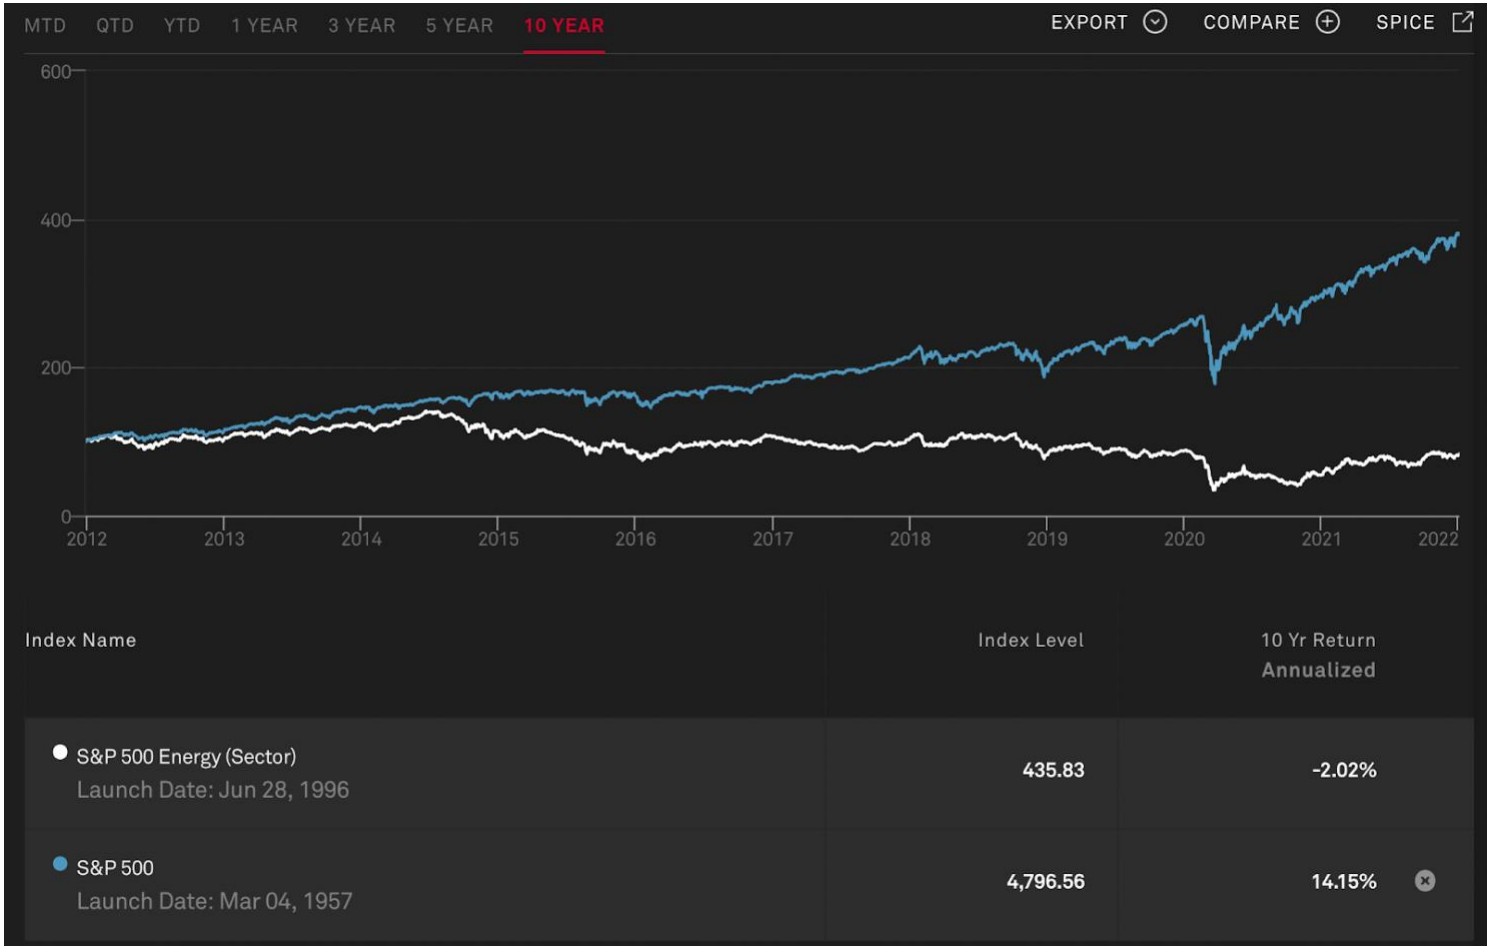 MTD QTD YTD 1 YEAR 3 YEAR 5 YEAR 10 YEAR EXPORT COMPARE SPICE
600
400
200
0
2012 2013 2014 2015 2016 2017 2018 2019 2020 2021 2022
Index Name Index Level 10 Yr Return
Annualized
S&P 500 Energy (Sector) 435.83 -2.02%
Launch Date: Jun 28, 1996
S&P 500 4,796.56 14.15%
Launch Date: Mar 04, 1957